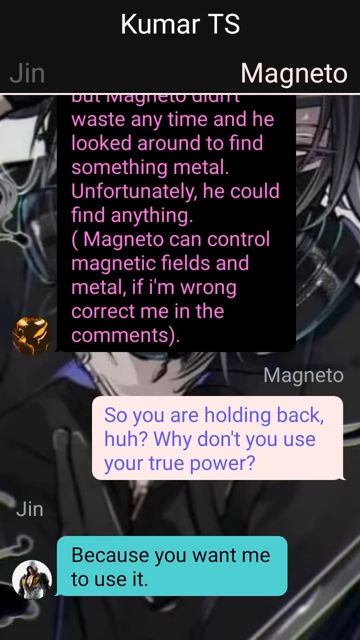 Kumar TS
Jin
Magneto
but Magneto didn't
waste any time and he
looked around to find
something metal.
Unfortunately, he could
find anything.
( Magneto can control
magnetic fields and
metal, if i'm wrong
correct me in the
comments).
Magneto
So you are holding back,
huh? Why don't you use
your true power?
Jin
Because you want me
to use it.